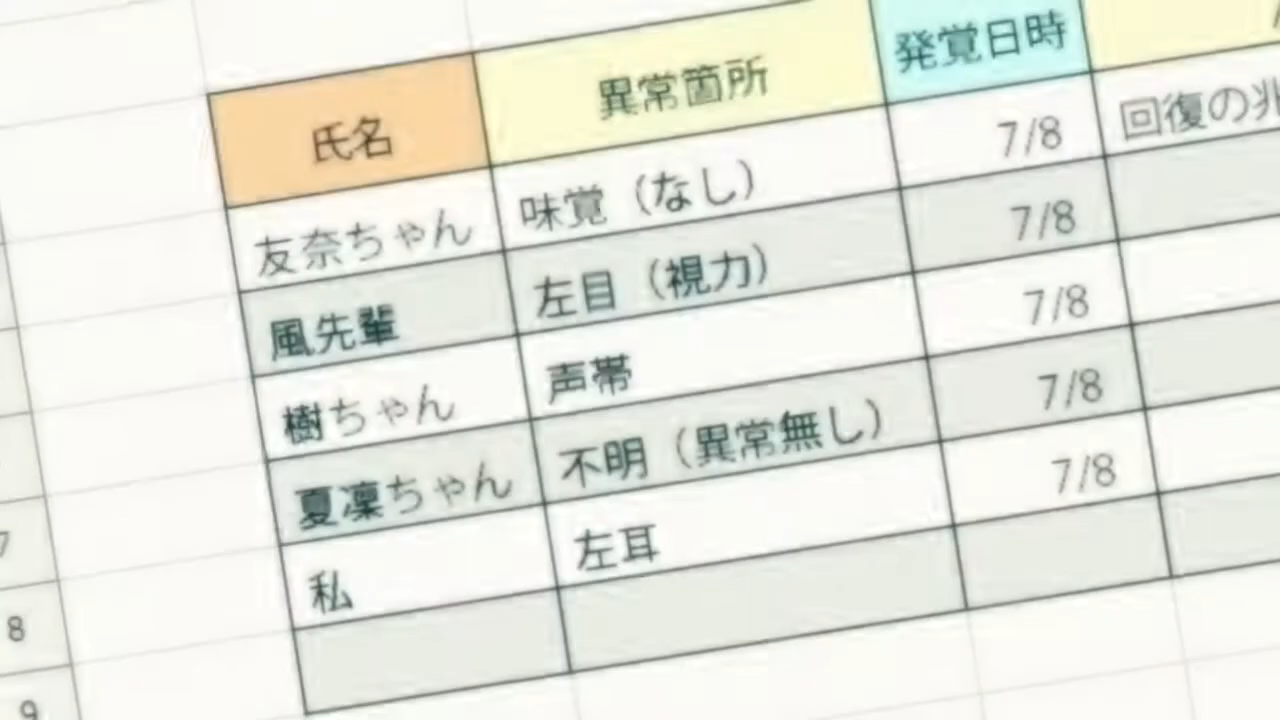 氏名 異常箇所 発覚日時
友奈ちゃん 味覚（なし） 7/8 回復の兆
風先輩 左目（視力） 7/8
樹ちゃん 声帯 7/8
夏凜ちゃん 不明（異常無し） 7/8
私 左耳 7/8
7
8
9